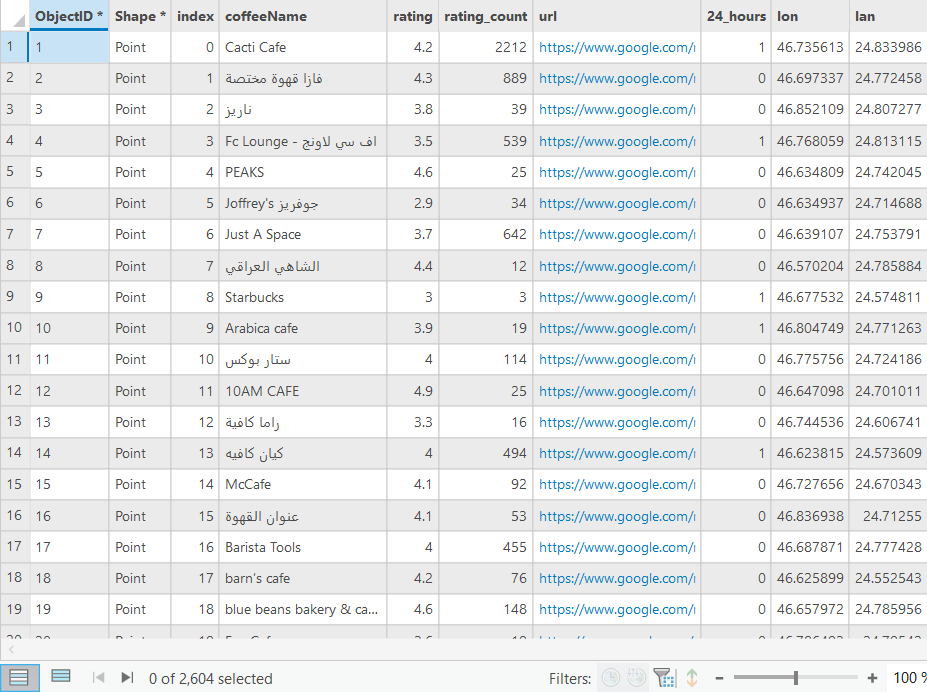 ObjectID * Shape * index coffeeName rating rating_count url 24_hours lon lan
1 1 Point 0 Cacti Cafe 4.2 2212 https://www.google.com/ 1 46.735613 24.833986
2 2 Point 1 فازا قهوة مختصة 4.3 889 https://www.google.com/ 0 46.697337 24.772458
3 3 Point 2 ناريز 3.8 39 https://www.google.com/ 0 46.852109 24.807277
4 4 Point 3 Fc Lounge - اف سي لاونج 3.5 539 https://www.google.com/ 1 46.768059 24.813115
5 5 Point 4 PEAKS 4.6 25 https://www.google.com/ 0 46.634809 24.742045
6 6 Point 5 Joffrey's جوفريز 2.9 34 https://www.google.com/ 0 46.634937 24.714688
7 7 Point 6 Just A Space 3.7 642 https://www.google.com/ 0 46.639107 24.753791
8 8 Point 7 الشاهي العراقي 4.4 12 https://www.google.com/ 0 46.570204 24.785884
9 9 Point 8 Starbucks 3 3 https://www.google.com/ 1 46.677532 24.574811
10 10 Point 9 Arabica cafe 3.9 19 https://www.google.com/ 1 46.804749 24.771263
11 11 Point 10 ستار بوكس 4 114 https://www.google.com/ 0 46.775756 24.724186
12 12 Point 11 10AM CAFE 4.9 25 https://www.google.com/ 0 46.647098 24.701011
13 13 Point 12 راما كافية 3.3 16 https://www.google.com/ 0 46.744536 24.606741
14 14 Point 13 كيان كافيه 4 494 https://www.google.com/ 1 46.623815 24.573609
15 15 Point 14 McCafe 4.1 92 https://www.google.com/ 0 46.727656 24.670343
16 16 Point 15 عنوان القهوة 4.1 53 https://www.google.com/ 0 46.836938 24.71255
17 17 Point 16 Barista Tools 4 455 https://www.google.com/ 0 46.687871 24.777428
18 18 Point 17 barn's cafe 4.2 76 https://www.google.com/ 0 46.625899 24.552543
19 19 Point 18 blue beans bakery & ca... 4.6 148 https://www.google.com/ 0 46.657972 24.785956
0 of 2,604 selected Filters: 100 %